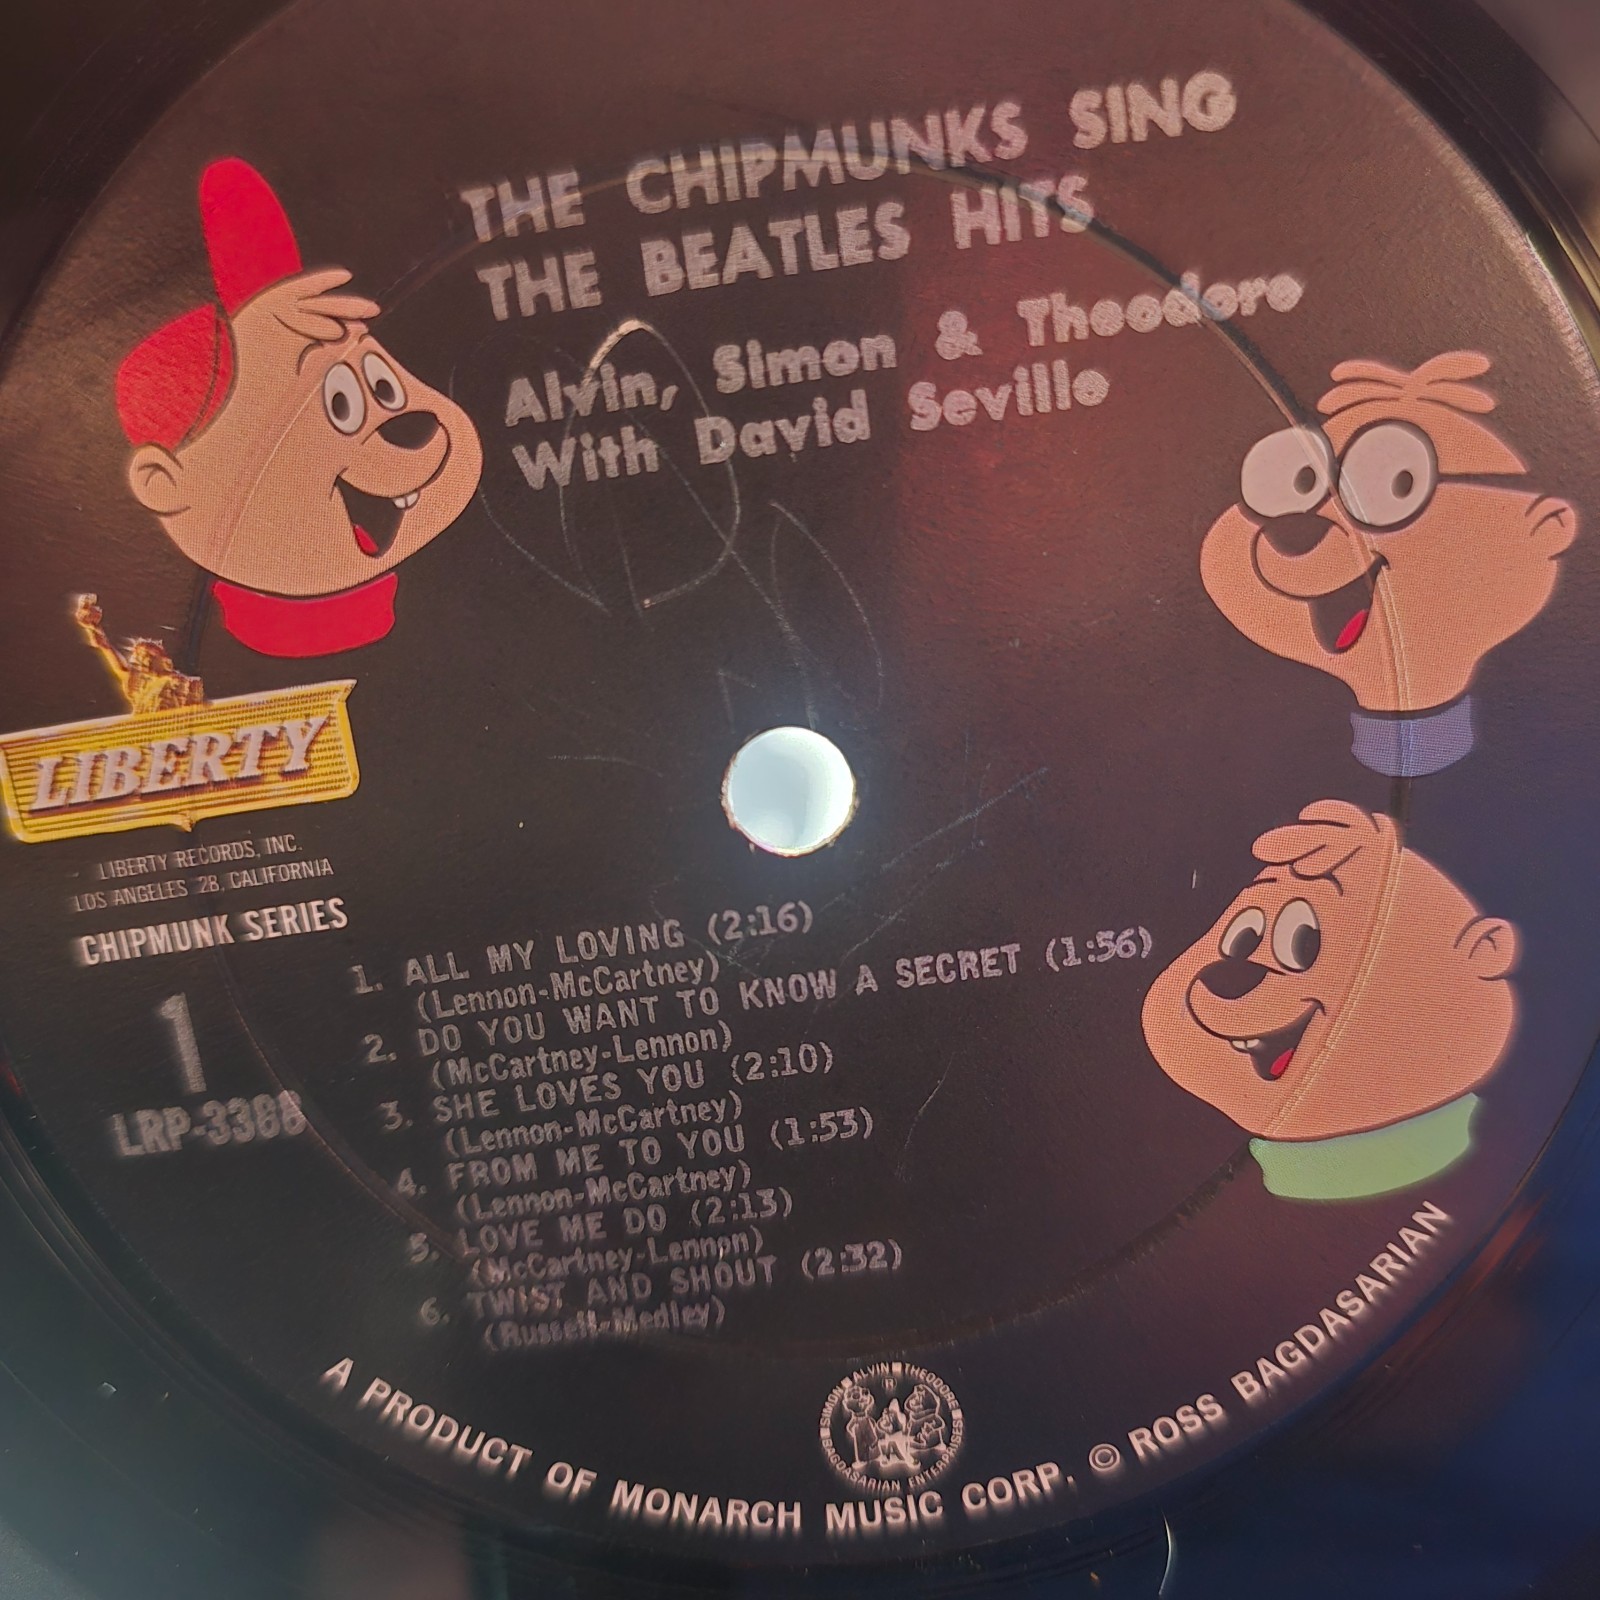 THE CHIPMUNKS SING
THE BEATLES HITS
Alvin, Simon & Theodore
With David Seville
LIBERTY
LIBERTY RECORDS, INC.
LOS ANGELES 28, CALIFORNIA
CHIPMUNK SERIES
1
LRP-3388
1. ALL MY LOVING (2:16)
(Lennon-McCartney)
2. DO YOU WANT TO KNOW A SECRET (1:56)
(McCartney-Lennon)
3. SHE LOVES YOU (2:10)
(Lennon-McCartney)
4. FROM ME TO YOU (1:53)
(Lennon-McCartney)
5. LOVE ME DO (2:13)
(McCartney-Lennon)
6. TWIST AND SHOUT (2:32)
(Russell-Medley)
SIMON ALVIN THEODORE
R
BAGDASARIAN ENTERPRISES
A PRODUCT OF MONARCH MUSIC CORP. © ROSS BAGDASARIAN